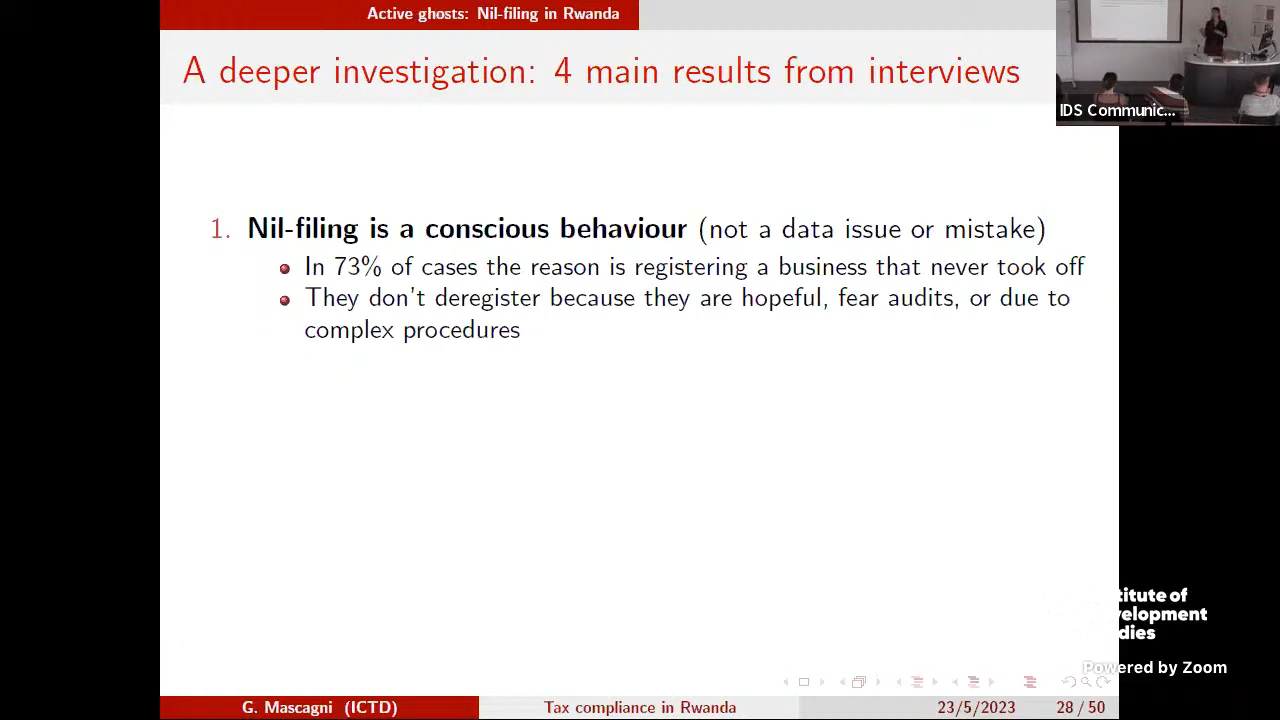 Active ghosts: Nil-filing in Rwanda
A deeper investigation: 4 main results from interviews
IDS Communic...
1. Nil-filing is a conscious behaviour (not a data issue or mistake)
In 73% of cases the reason is registering a business that never took off
They don't deregister because they are hopeful, fear audits, or due to
complex procedures
titute of
velopment
dies
Powered by Zoom
G. Mascagni (ICTD)
Tax compliance in Rwanda
23/5/2023
28 / 50